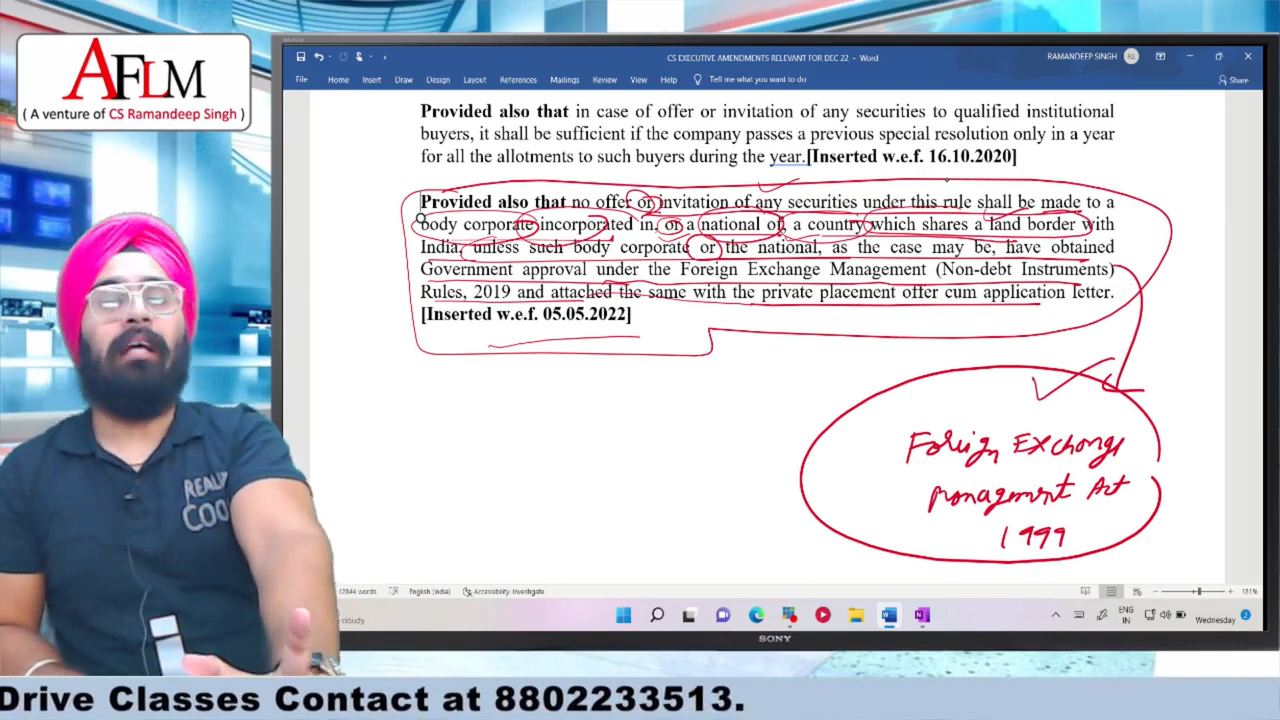 AFLM
( A venture of CS Ramandeep Singh )
CS EXECUTIVE AMENDMENTS RELEVANT FOR DEC 22 - Word
RAMANDEEP SINGH RS
File Home Insert Draw Design Layout References Mailings Review View Help Tell me what you want to do Share
Provided also that in case of offer or invitation of any securities to qualified institutional
buyers, it shall be sufficient if the company passes a previous special resolution only in a year
for all the allotments to such buyers during the year.[Inserted w.e.f. 16.10.2020]
Provided also that no offer or invitation of any securities under this rule shall be made to a
body corporate incorporated in, or a national of, a country which shares a land border with
India, unless such body corporate or the national, as the case may be, have obtained
Government approval under the Foreign Exchange Management (Non-debt Instruments)
Rules, 2019 and attached the same with the private placement offer cum application letter.
[Inserted w.e.f. 05.05.2022]
Foreign Exchange
Management Act
1999
REALLY
COOL
12844 words English (India) Accessibility: Investigate 181%
cloudy
ENG
IN
Wednesday 2
SONY
Drive Classes Contact at 8802233513.